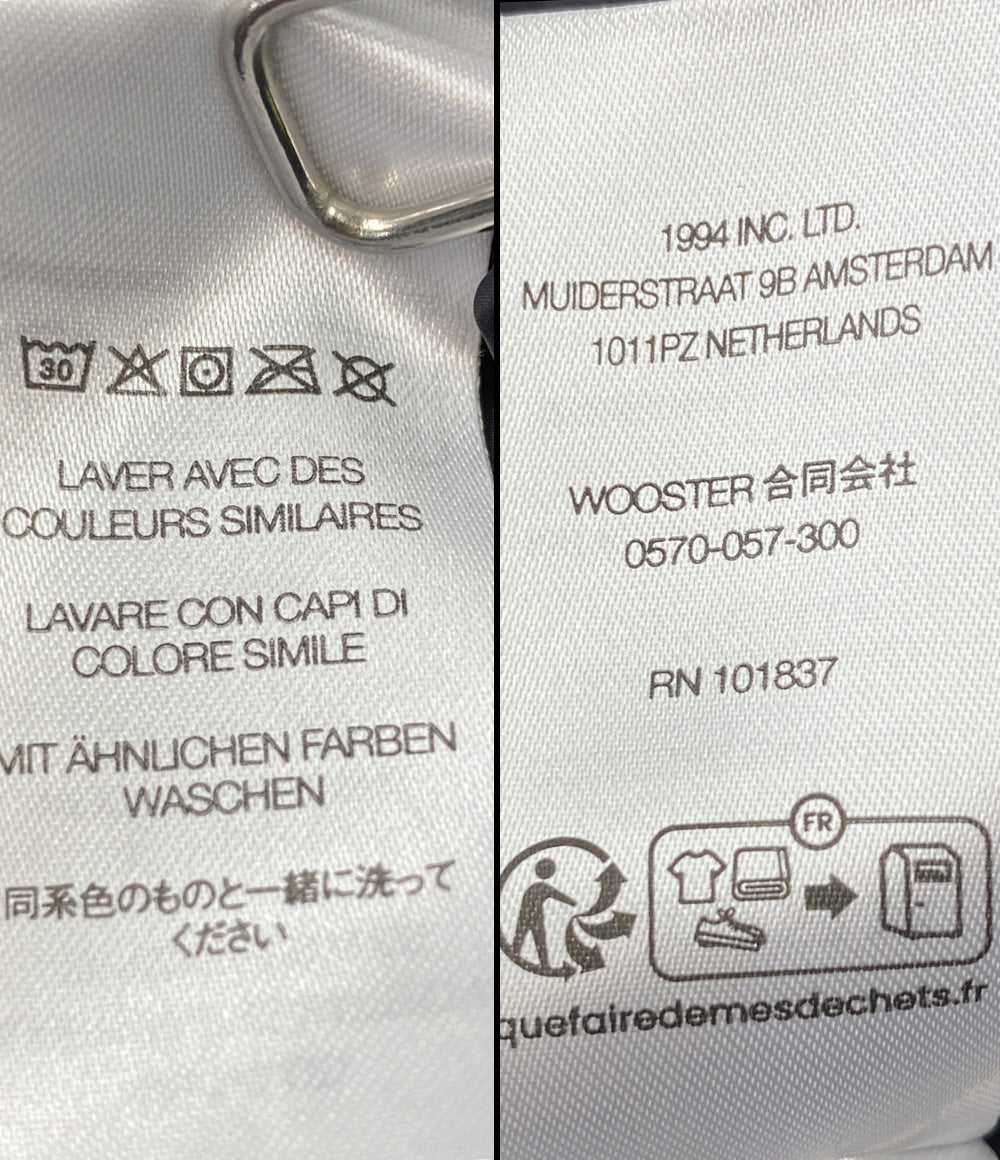 30
LAVER AVEC DES
COULEURS SIMILAIRES
LAVARE CON CAPI DI
COLORE SIMILE
MIT ÄHNLICHEN FARBEN
WASCHEN
同系色のものと一緒に洗って
ください
1994 INC. LTD.
MUIDERSTRAAT 9B AMSTERDAM
1011PZ NETHERLANDS
WOOSTER 合同会社
0570-057-300
RN 101837
FR
quefairedemesdechets.fr